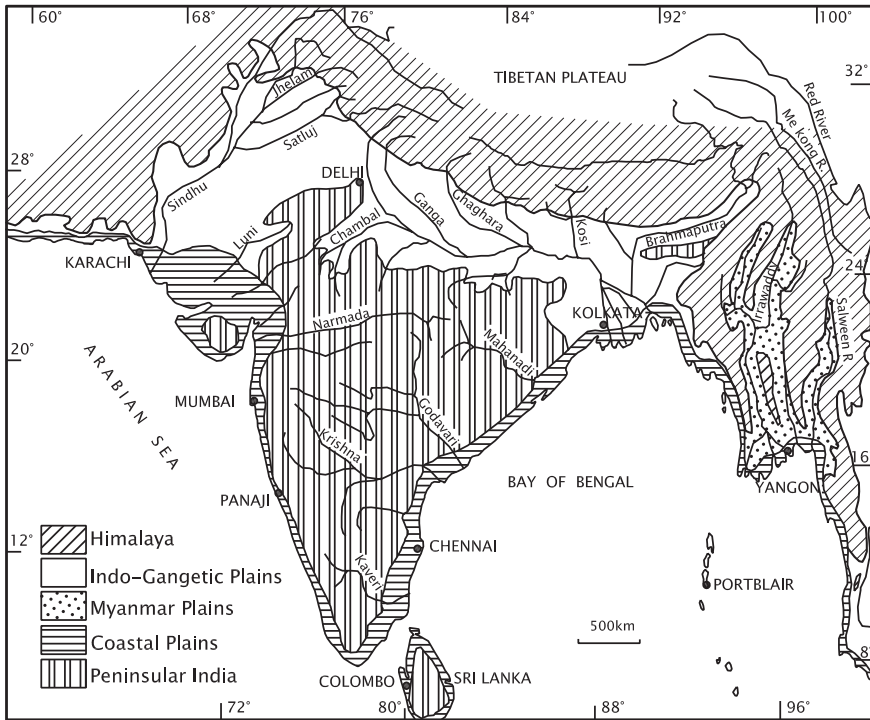 60° 68° 76° 84° 92° 100°
TIBETAN PLATEAU
32°
Red River
Me kong R.
Jhelam
Satluj
28°
DELHI
Sindhu
Ganga
Ghaghara
Luni
Chambal
Kosi
Brahmaputra
KARACHI
24°
Irrawaddy
Salween R
Narmada
KOLKATA
Mahanadi
20°
ARABIAN SEA
MUMBAI
Godavari
Krishna
16
BAY OF BENGAL
YANGON
PANAJI
12°
Himalaya
CHENNAI
Indo-Gangetic Plains
Kaveri
PORTBLAIR
Myanmar Plains
500km
Coastal Plains
8°
Peninsular India
COLOMBO
SRI LANKA
72° 80° 88° 96°